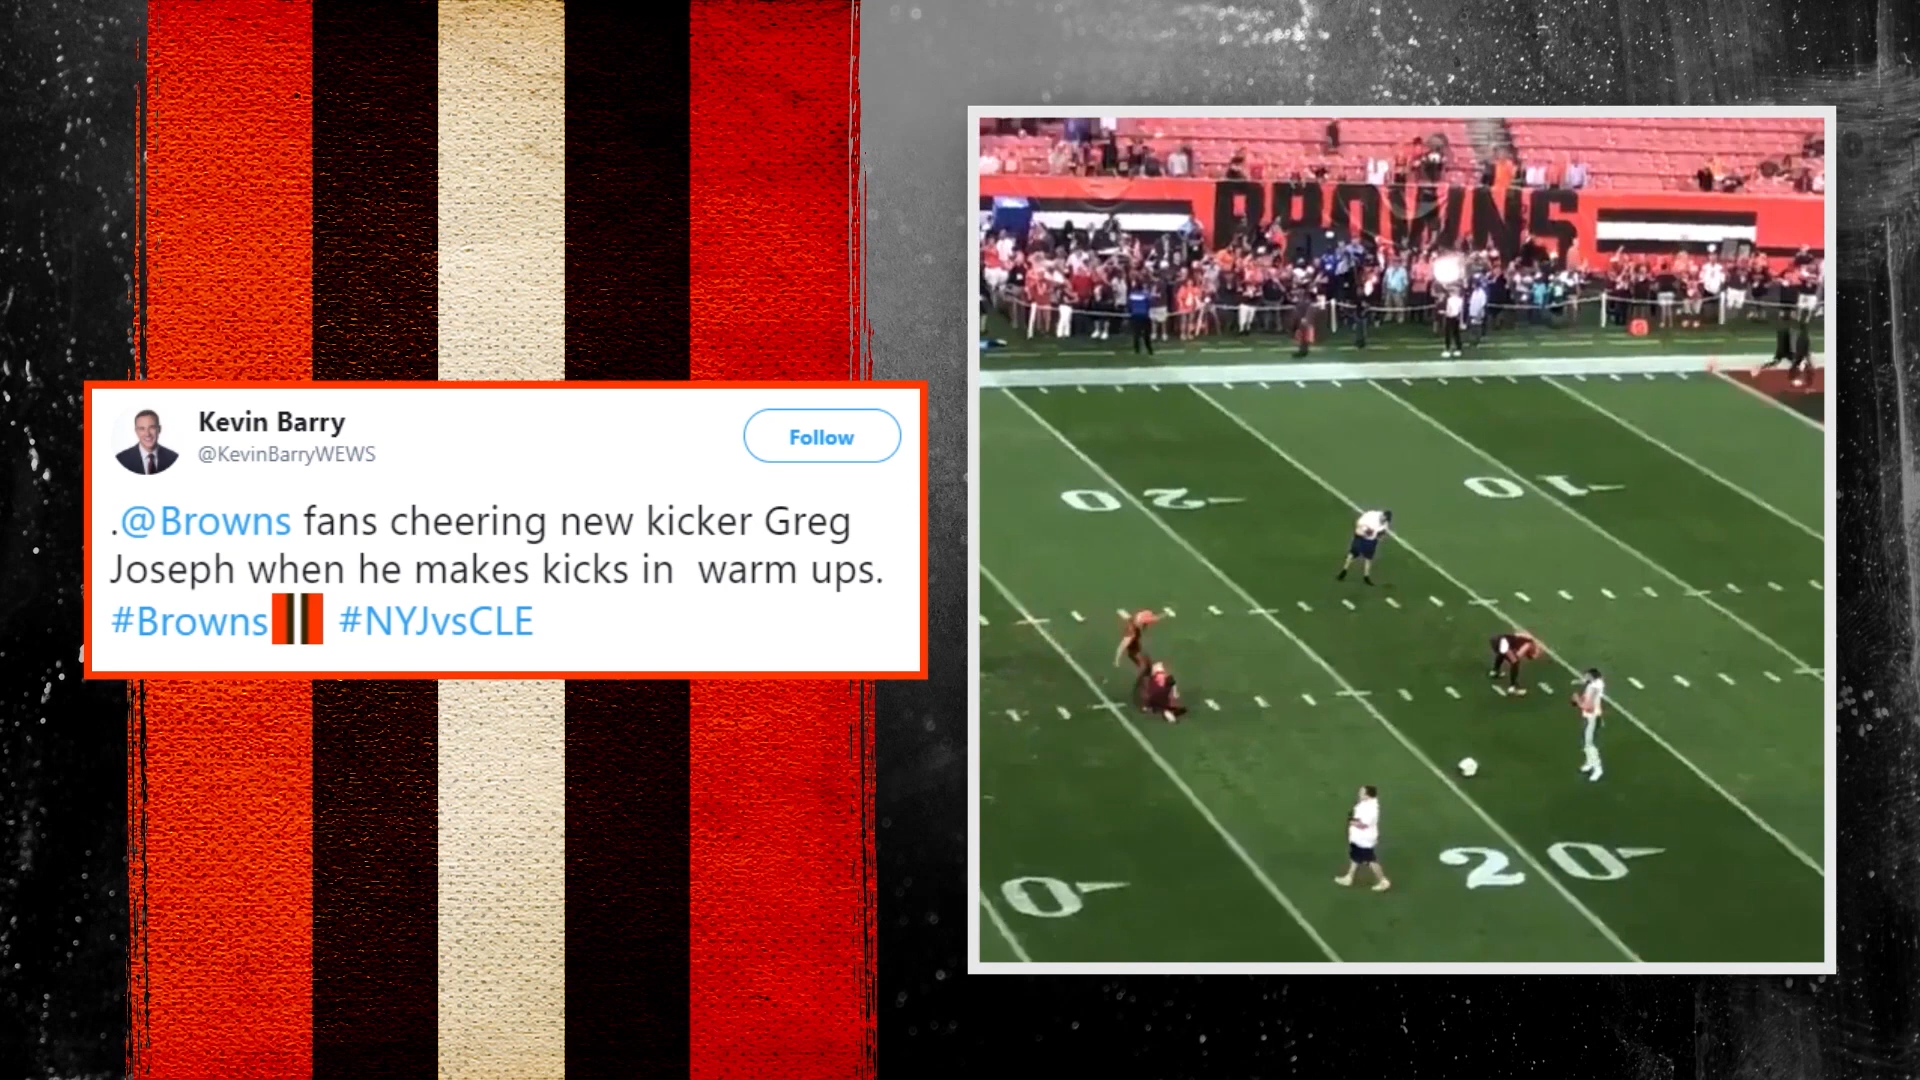 Kevin Barry
@KevinBarryWEWS
Follow
.@Browns fans cheering new kicker Greg
Joseph when he makes kicks in  warm ups.
#Browns #NYJvsCLE
BROWNS
20
10
20
0